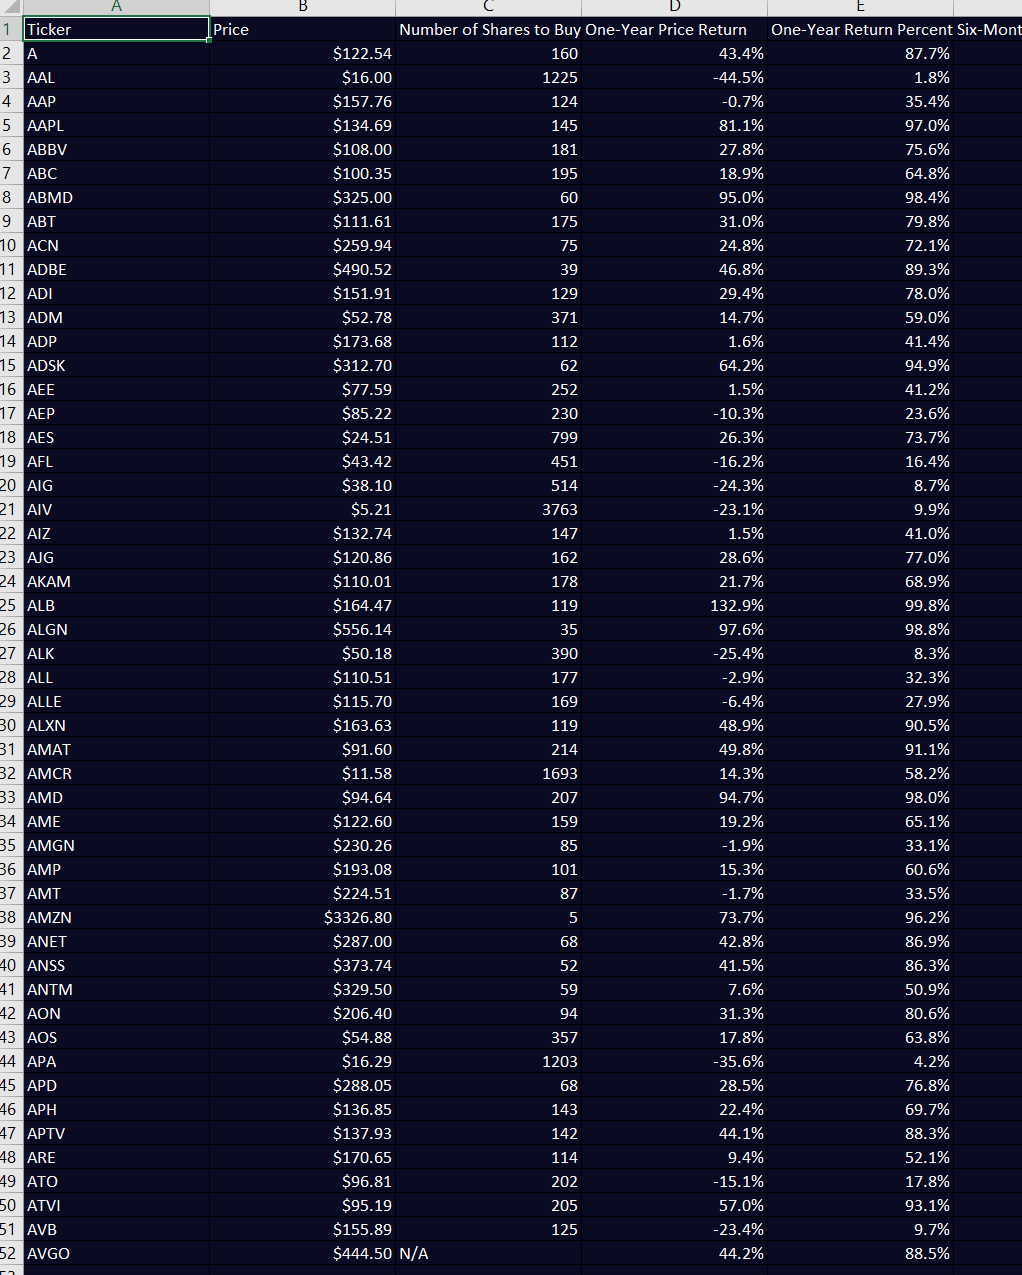 A B C D E
1 Ticker Price Number of Shares to Buy One-Year Price Return One-Year Return Percent Six-Mont
2 A $122.54 160 43.4% 87.7%
3 AAL $16.00 1225 -44.5% 1.8%
4 AAP $157.76 124 -0.7% 35.4%
5 AAPL $134.69 145 81.1% 97.0%
6 ABBV $108.00 181 27.8% 75.6%
7 ABC $100.35 195 18.9% 64.8%
8 ABMD $325.00 60 95.0% 98.4%
9 ABT $111.61 175 31.0% 79.8%
10 ACN $259.94 75 24.8% 72.1%
11 ADBE $490.52 39 46.8% 89.3%
12 ADI $151.91 129 29.4% 78.0%
13 ADM $52.78 371 14.7% 59.0%
14 ADP $173.68 112 1.6% 41.4%
15 ADSK $312.70 62 64.2% 94.9%
16 AEE $77.59 252 1.5% 41.2%
17 AEP $85.22 230 -10.3% 23.6%
18 AES $24.51 799 26.3% 73.7%
19 AFL $43.42 451 -16.2% 16.4%
20 AIG $38.10 514 -24.3% 8.7%
21 AIV $5.21 3763 -23.1% 9.9%
22 AIZ $132.74 147 1.5% 41.0%
23 AJG $120.86 162 28.6% 77.0%
24 AKAM $110.01 178 21.7% 68.9%
25 ALB $164.47 119 132.9% 99.8%
26 ALGN $556.14 35 97.6% 98.8%
27 ALK $50.18 390 -25.4% 8.3%
28 ALL $110.51 177 -2.9% 32.3%
29 ALLE $115.70 169 -6.4% 27.9%
30 ALXN $163.63 119 48.9% 90.5%
31 AMAT $91.60 214 49.8% 91.1%
32 AMCR $11.58 1693 14.3% 58.2%
33 AMD $94.64 207 94.7% 98.0%
34 AME $122.60 159 19.2% 65.1%
35 AMGN $230.26 85 -1.9% 33.1%
36 AMP $193.08 101 15.3% 60.6%
37 AMT $224.51 87 -1.7% 33.5%
38 AMZN $3326.80 5 73.7% 96.2%
39 ANET $287.00 68 42.8% 86.9%
40 ANSS $373.74 52 41.5% 86.3%
41 ANTM $329.50 59 7.6% 50.9%
42 AON $206.40 94 31.3% 80.6%
43 AOS $54.88 357 17.8% 63.8%
44 APA $16.29 1203 -35.6% 4.2%
45 APD $288.05 68 28.5% 76.8%
46 APH $136.85 143 22.4% 69.7%
47 APTV $137.93 142 44.1% 88.3%
48 ARE $170.65 114 9.4% 52.1%
49 ATO $96.81 202 -15.1% 17.8%
50 ATVI $95.19 205 57.0% 93.1%
51 AVB $155.89 125 -23.4% 9.7%
52 AVGO $444.50 N/A 44.2% 88.5%